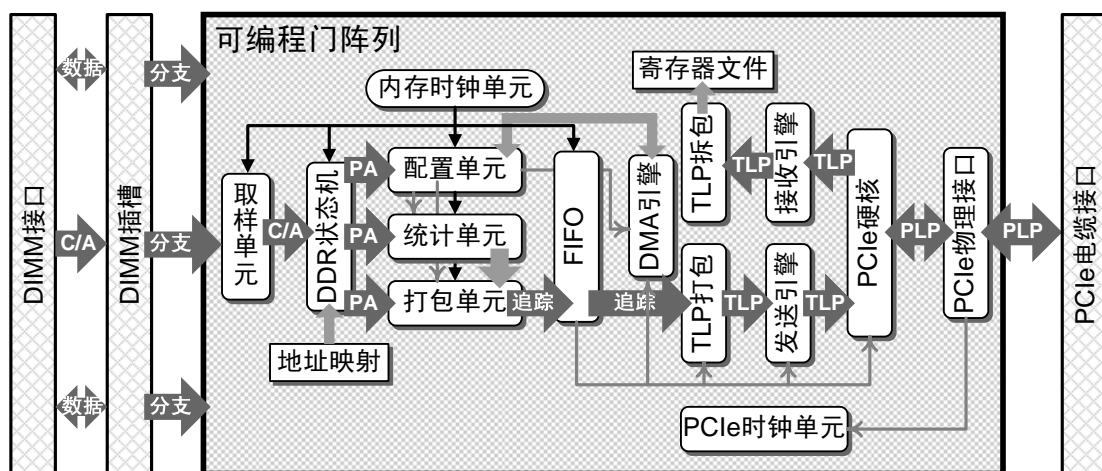 可编程门阵列
DIMM接口
数据
C/A
数据
DIMM插槽
分支
分支
分支
内存时钟单元
取样单元
C/A
DDR状态机
地址映射
PA
PA
PA
配置单元
统计单元
打包单元
追踪
FIFO
追踪
DMA引擎
寄存器文件
TLP拆包
TLP
接收引擎
TLP
TLP打包
TLP
发送引擎
TLP
PCIe硬核
PLP
PCIe物理接口
PLP
PCIe时钟单元
PCIe电缆接口